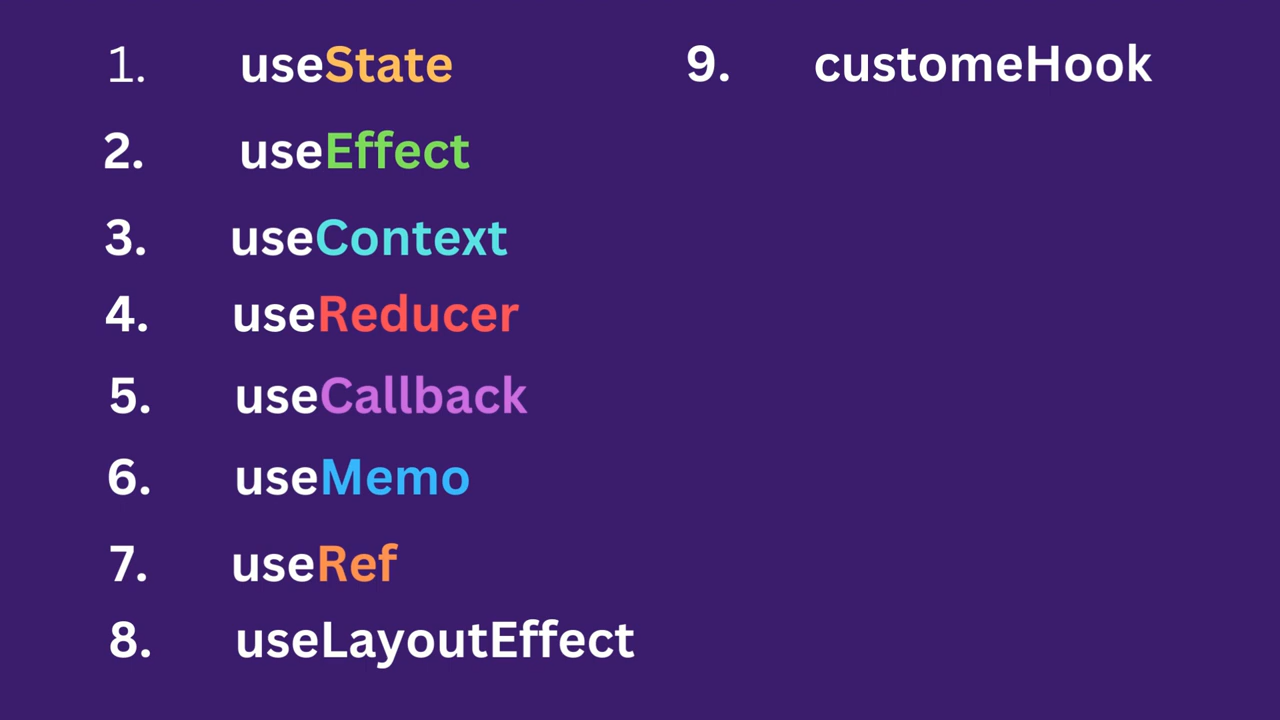 1. useState
2. useEffect
3. useContext
4. useReducer
5. useCallback
6. useMemo
7. useRef
8. useLayoutEffect
9. customeHook